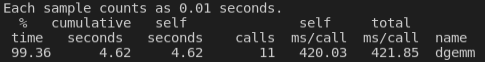 Each sample counts as 0.01 seconds.
  %   cumulative   self              self     total
 time   seconds   seconds    calls  ms/call  ms/call  name
 99.36      4.62     4.62       11   420.03   421.85  dgemm